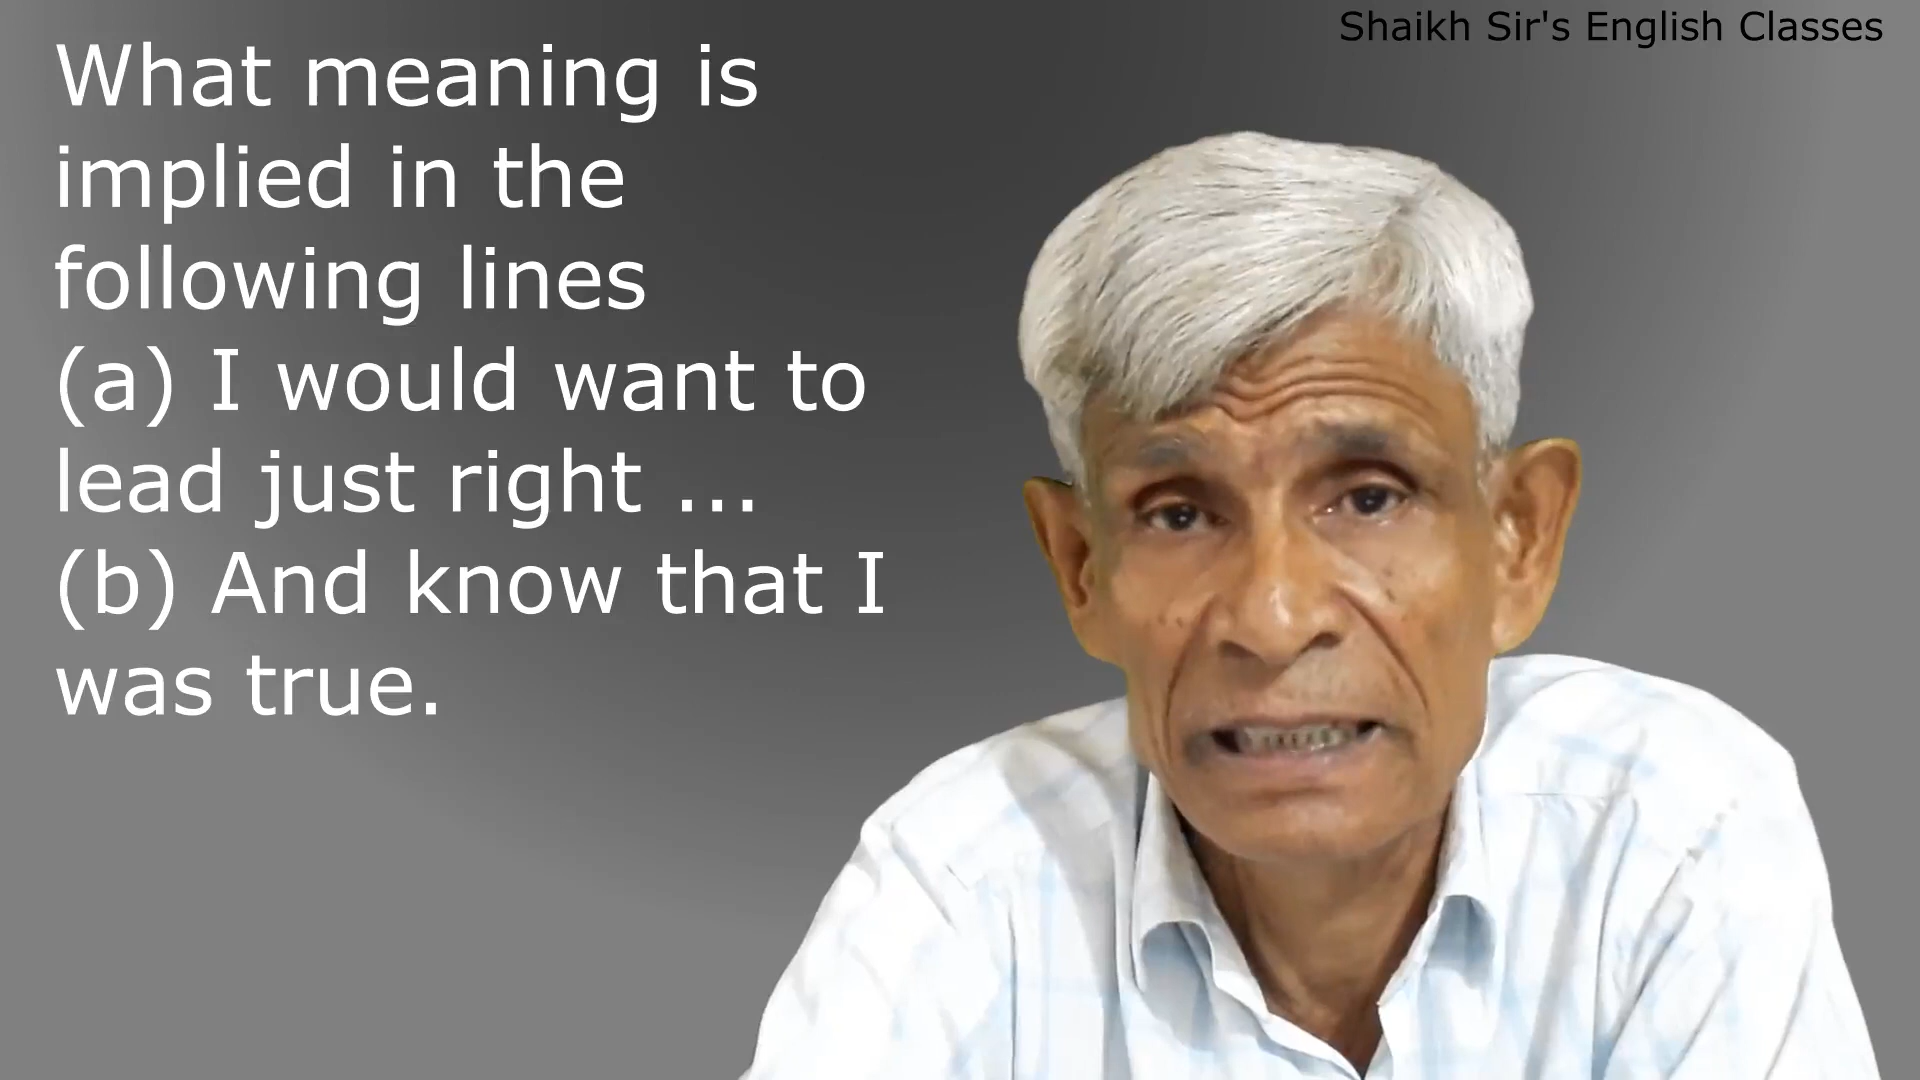 Shaikh Sir's English Classes
What meaning is
implied in the
following lines
(a) I would want to
lead just right ...
(b) And know that I
was true.